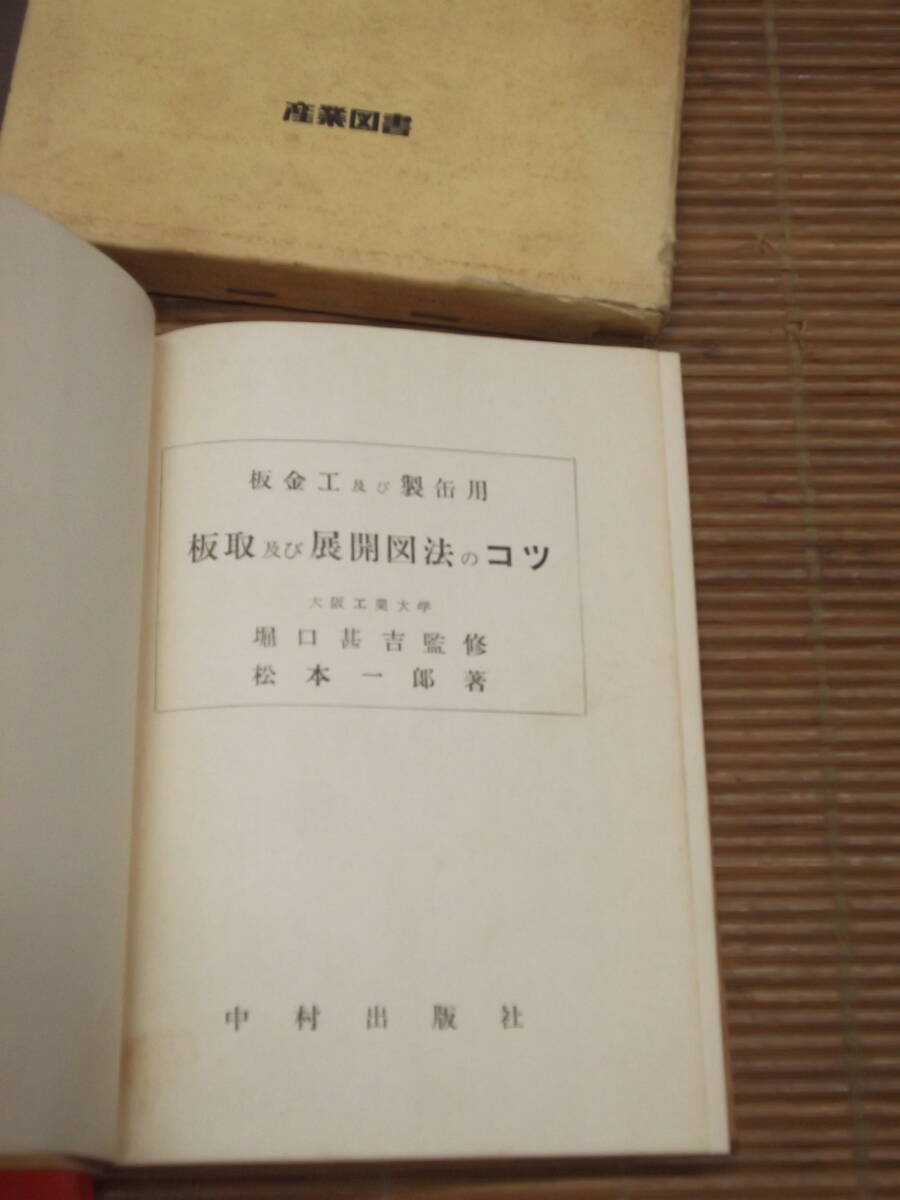 産業図書
板金工及び製缶用
板取及び展開図法のコツ
大阪工業大学
堀口甚吉監修
松本一郎著
中村出版社